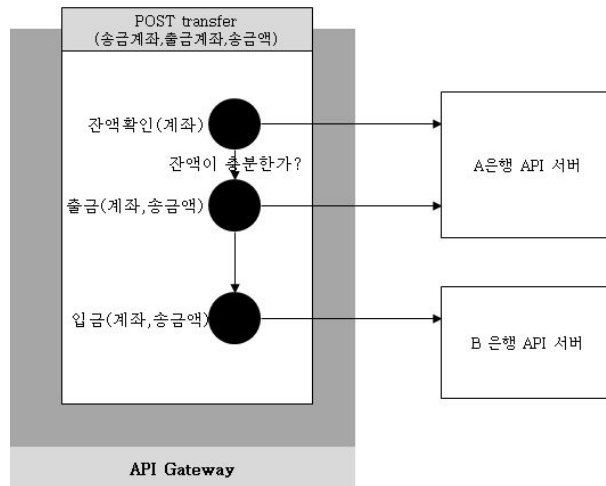 POST transfer
(송금계좌,출금계좌,송금액)
잔액확인(계좌)
잔액이 충분한가?
A은행 API 서버
출금(계좌,송금액)
입금(계좌,송금액)
B 은행 API 서버
API Gateway